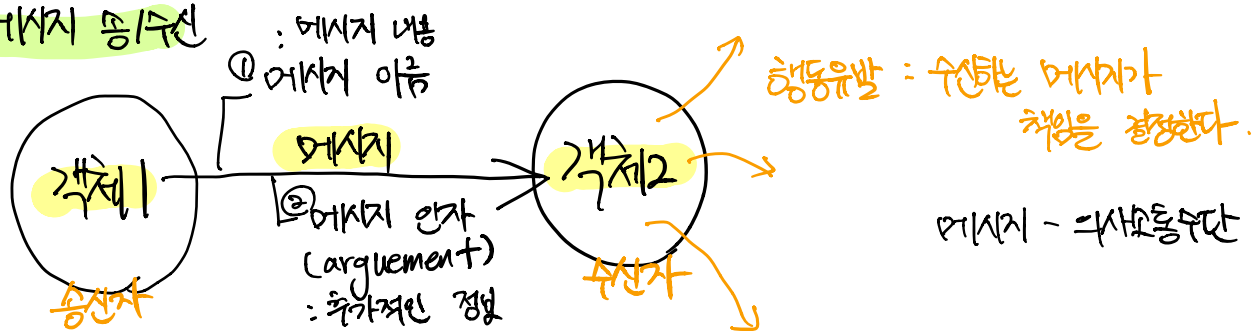 메시지 송/수신
: 메시지 내용
① 메시지 이름
메시지
객체1
객체2
② 메시지 인자
(arguement)
: 추가적인 정보
송신자
수신자
행동유발 : 수신하는 메시지가
책임을 결정한다.
메시지 - 의사소통수단